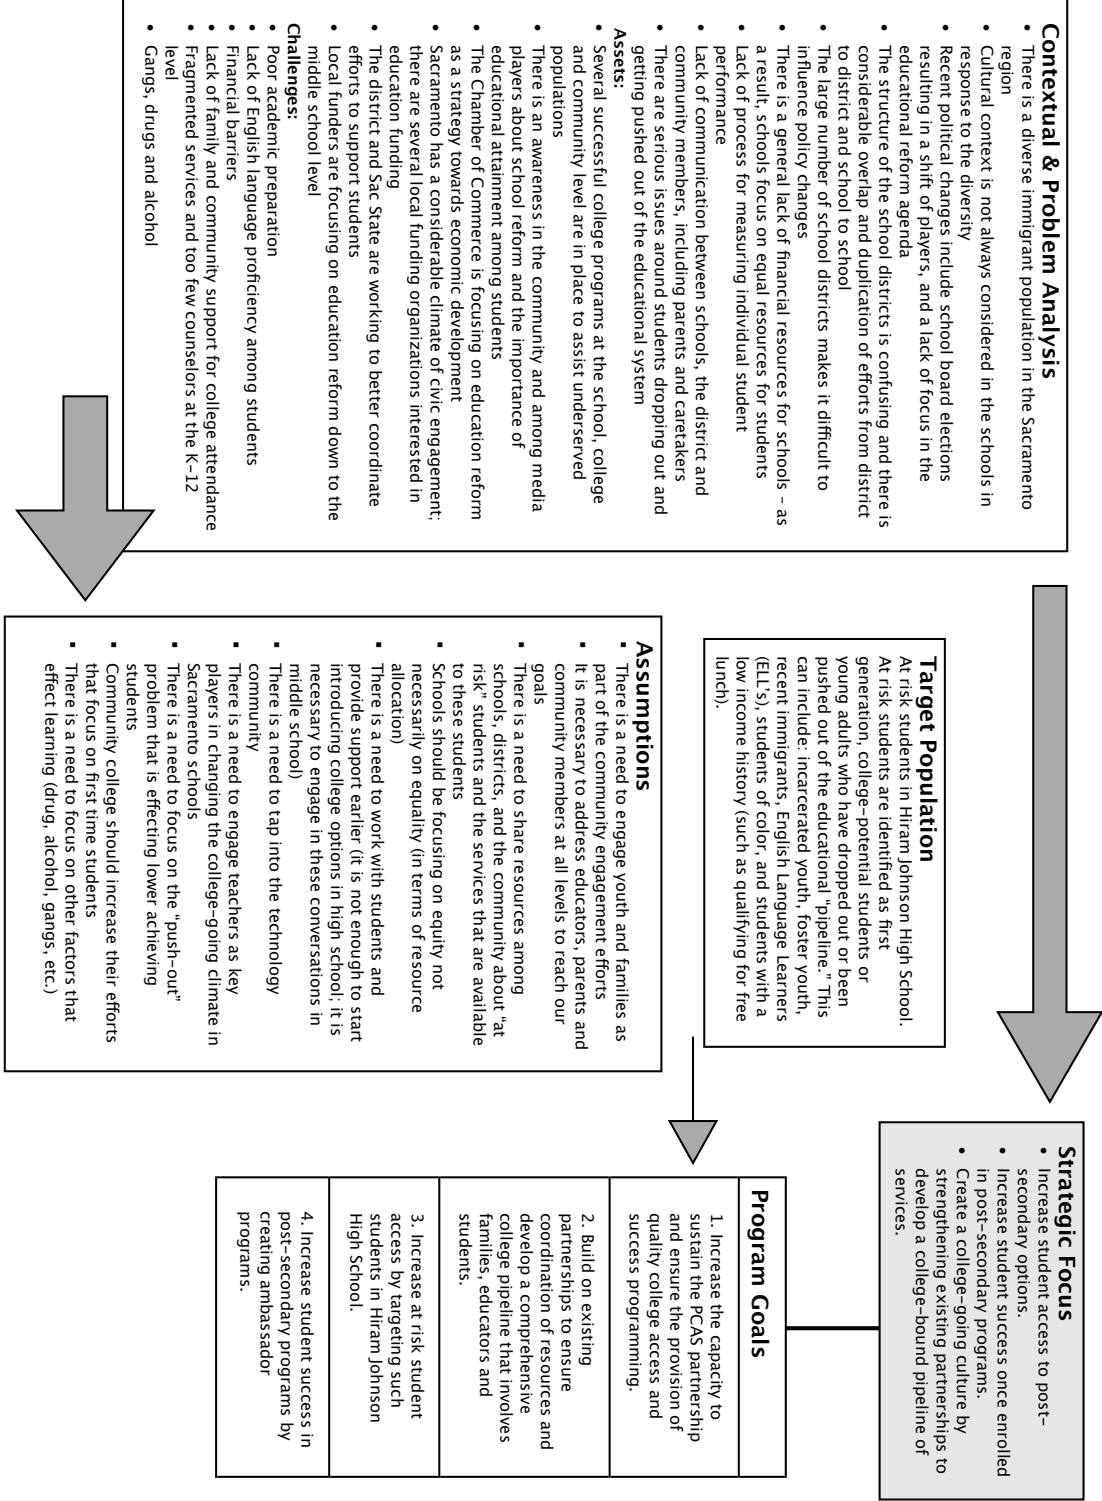 Contextual & Problem Analysis
• There is a diverse immigrant population in the Sacramento
region
• Cultural context is not always considered in the schools in
response to the diversity
• Recent political changes include school board elections
resulting in a shift of players, and a lack of focus in the
educational reform agenda
• The structure of the school districts is confusing and there is
considerable overlap and duplication of efforts from district
to district and school to school
• The large number of school districts makes it difficult to
influence policy changes
• There is a general lack of financial resources for schools – as
a result, schools focus on equal resources for students
• Lack of process for measuring individual student
performance
• Lack of communication between schools, the district and
community members, including parents and caretakers
• There are serious issues around students dropping out and
getting pushed out of the educational system
Assets:
• Several successful college programs at the school, college
and community level are in place to assist underserved
populations
• There is an awareness in the community and among media
players about school reform and the importance of
educational attainment among students
• The Chamber of Commerce is focusing on education reform
as a strategy towards economic development
• Sacramento has a considerable climate of civic engagement;
there are several local funding organizations interested in
education funding
• The district and Sac State are working to better coordinate
efforts to support students
• Local funders are focusing on education reform down to the
middle school level
Challenges:
• Poor academic preparation
• Lack of English language proficiency among students
• Financial barriers
• Lack of family and community support for college attendance
• Fragmented services and too few counselors at the K-12
level
• Gangs, drugs and alcohol
Target Population
At risk students in Hiram Johnson High School.
At risk students are identified as first
generation, college-potential students or
young adults who have dropped out or been
pushed out of the educational "pipeline." This
can include: incarcerated youth, foster youth,
recent immigrants, English Language Learners
(ELL's), students of color, and students with a
low income history (such as qualifying for free
lunch).
Assumptions
▪ There is a need to engage youth and families as
part of the community engagement efforts
▪ It is necessary to address educators, parents and
community members at all levels to reach our
goals
▪ There is a need to share resources among
schools, districts, and the community about "at
risk" students and the services that are available
to these students
▪ Schools should be focusing on equity not
necessarily on equality (in terms of resource
allocation)
▪ There is a need to work with students and
provide support earlier (it is not enough to start
introducing college options in high school; it is
necessary to engage in these conversations in
middle school)
▪ There is a need to tap into the technology
community
▪ There is a need to engage teachers as key
players in changing the college-going climate in
Sacramento schools
▪ There is a need to focus on the "push-out"
problem that is effecting lower achieving
students
▪ Community college should increase their efforts
that focus on first time students
▪ There is a need to focus on other factors that
effect learning (drug, alcohol, gangs, etc.)
Strategic Focus
• Increase student access to post-
secondary options.
• Increase student success once enrolled
in post-secondary programs.
• Create a college-going culture by
strengthening existing partnerships to
develop a college-bound pipeline of
services.
Program Goals
1. Increase the capacity to
sustain the PCAS partnership
and ensure the provision of
quality college access and
success programming.
2. Build on existing
partnerships to ensure
coordination of resources and
develop a comprehensive
college pipeline that involves
families, educators and
students.
3. Increase at risk student
access by targeting such
students in Hiram Johnson
High School.
4. Increase student success in
post-secondary programs by
creating ambassador
programs.